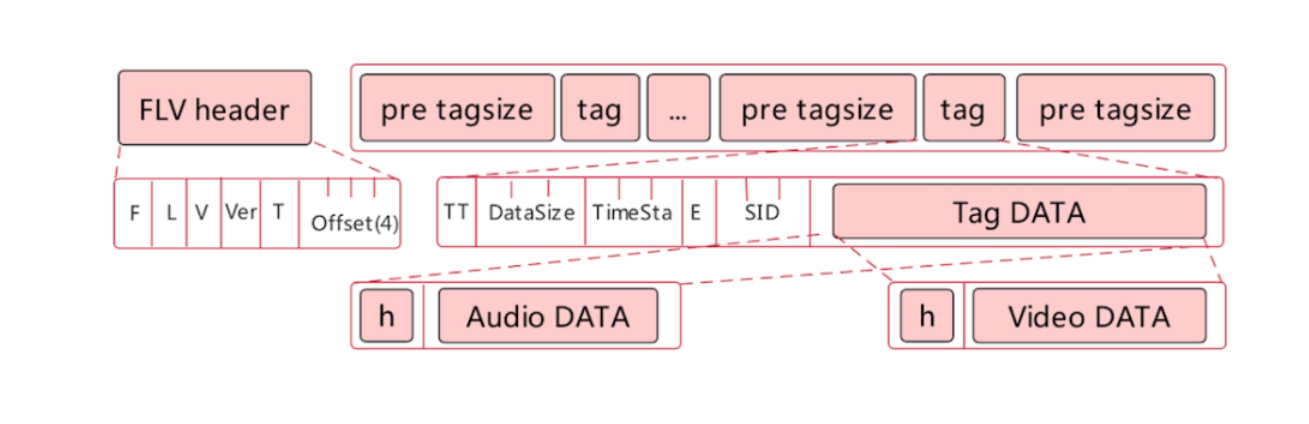 FLV header pre tagsize tag ... pre tagsize tag pre tagsize
F L V Ver T Offset(4) TT DataSize TimeSta E SID Tag DATA
h Audio DATA h Video DATA